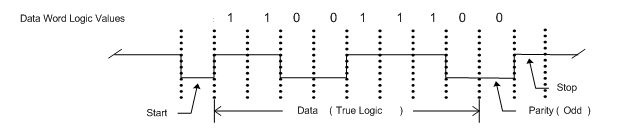 Data Word Logic Values : 1 1 0 0 1 1 1 0 0
Stop
Start Data ( True Logic ) Parity ( Odd )